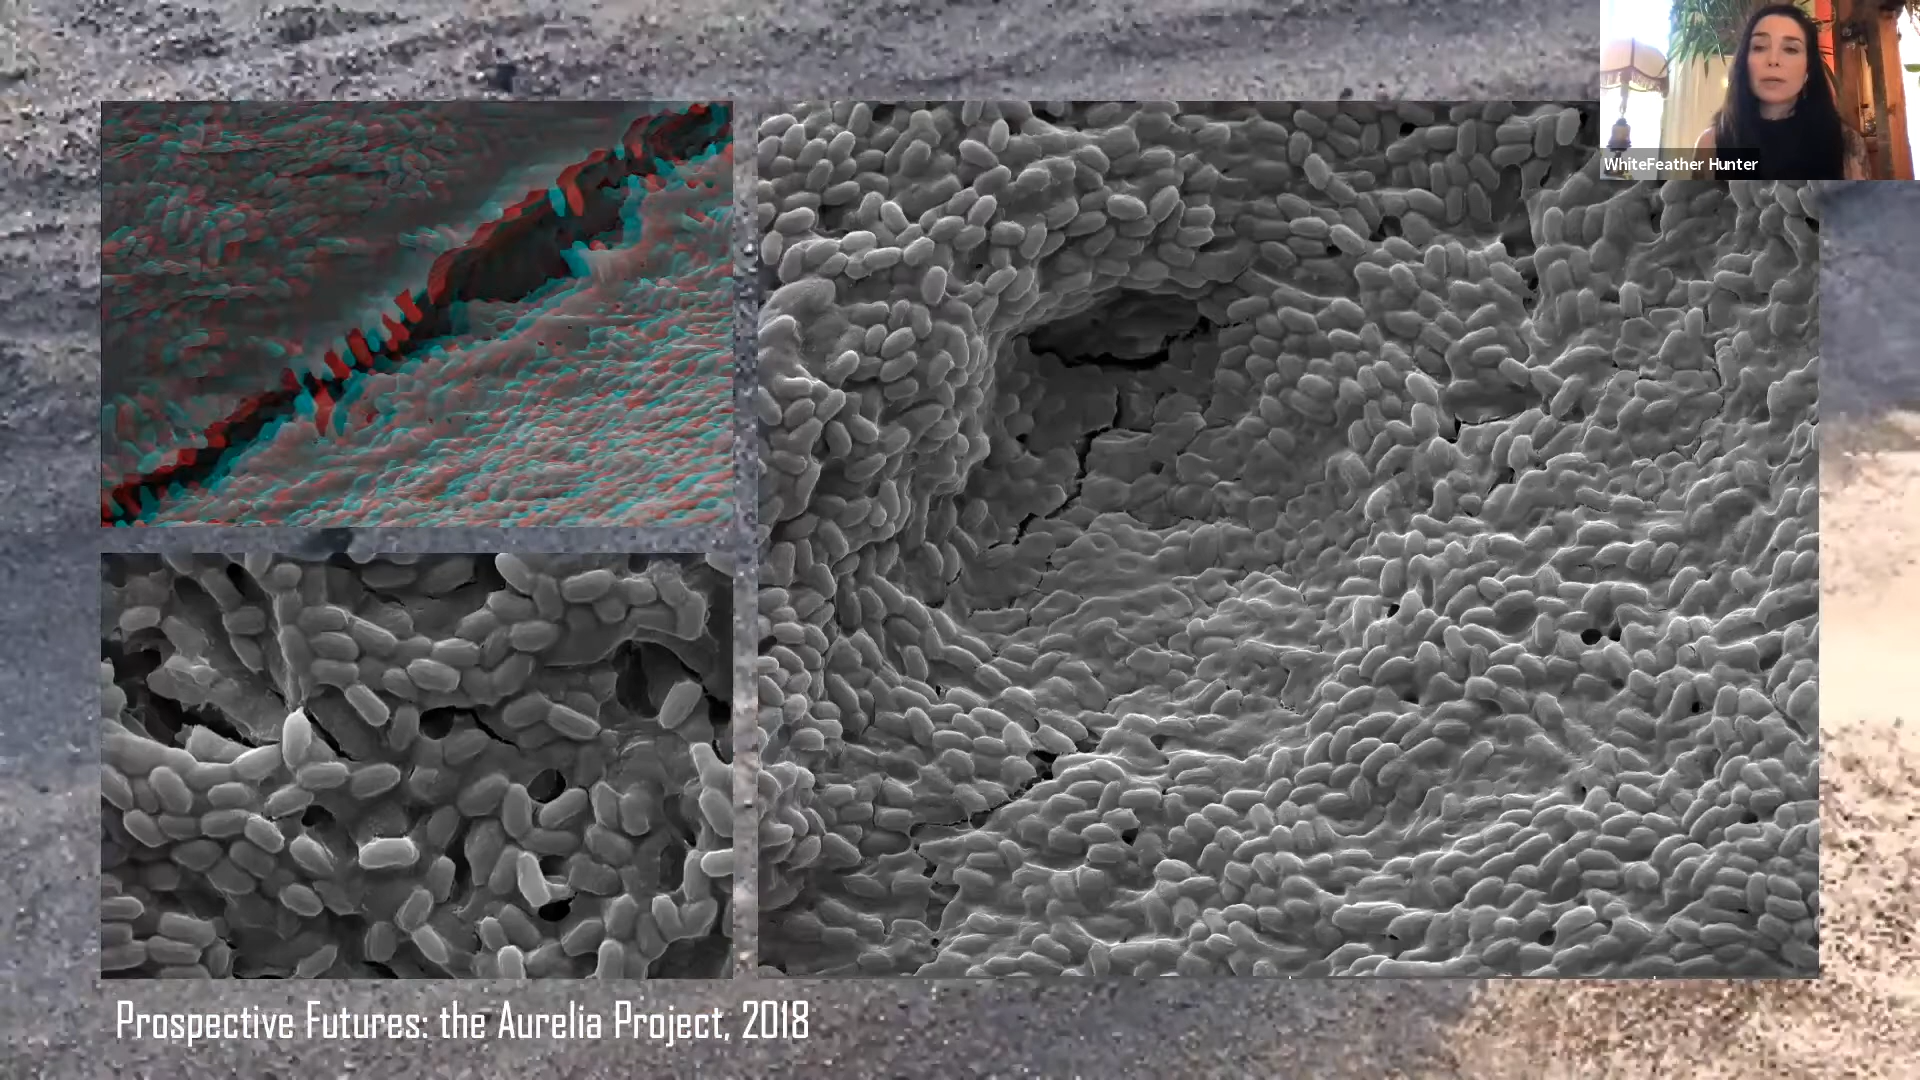 WhiteFeather Hunter
Prospective Futures: the Aurelia Project, 2018